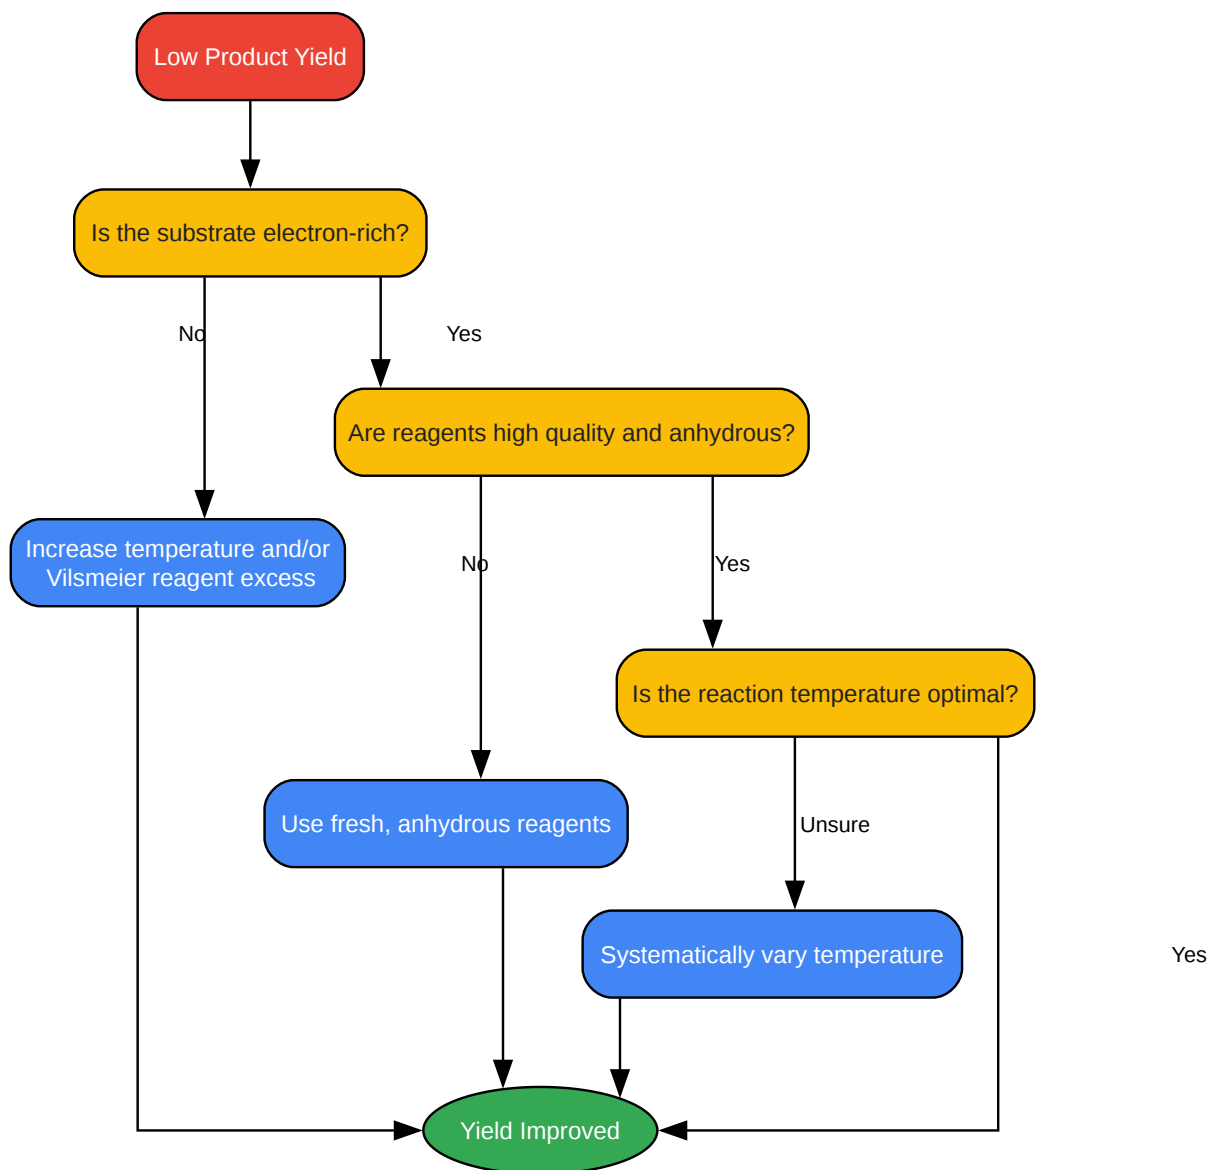 Low Product Yield
Is the substrate electron-rich?
No
Yes
Are reagents high quality and anhydrous?
Increase temperature and/or
Vilsmeier reagent excess
No
Yes
Is the reaction temperature optimal?
Use fresh, anhydrous reagents
Unsure
Systematically vary temperature
Yes
Yield Improved